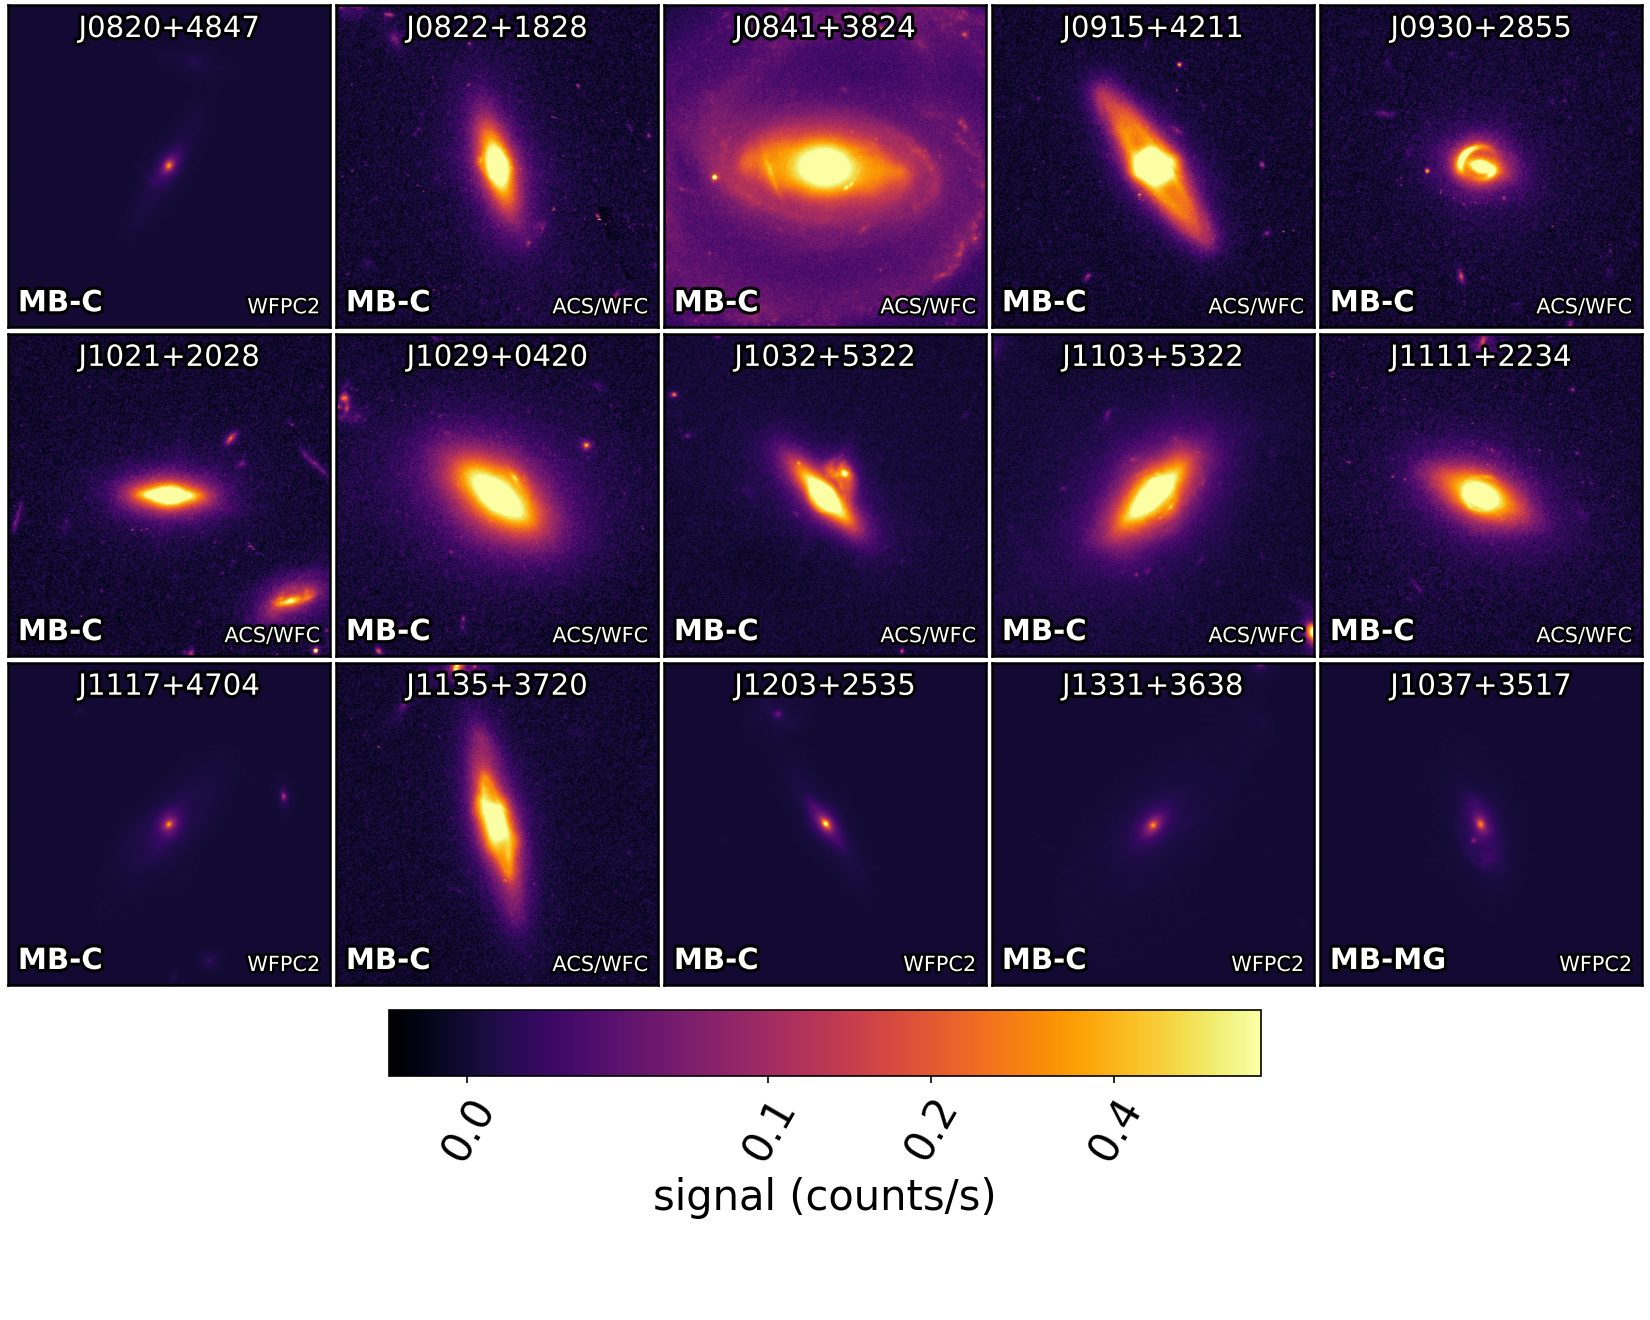 J0820+4847
J0822+1828
J0841+3824
J0915+4211
J0930+2855
MB-C
WFPC2
MB-C
ACS/WFC
MB-C
ACS/WFC
MB-C
ACS/WFC
MB-C
ACS/WFC
J1021+2028
J1029+0420
J1032+5322
J1103+5322
J1111+2234
MB-C
ACS/WFC
MB-C
ACS/WFC
MB-C
ACS/WFC
MB-C
ACS/WFC
MB-C
ACS/WFC
J1117+4704
J1135+3720
J1203+2535
J1331+3638
J1037+3517
MB-C
WFPC2
MB-C
ACS/WFC
MB-C
WFPC2
MB-C
WFPC2
MB-MG
WFPC2
0.0
0.1
0.2
0.4
signal (counts/s)